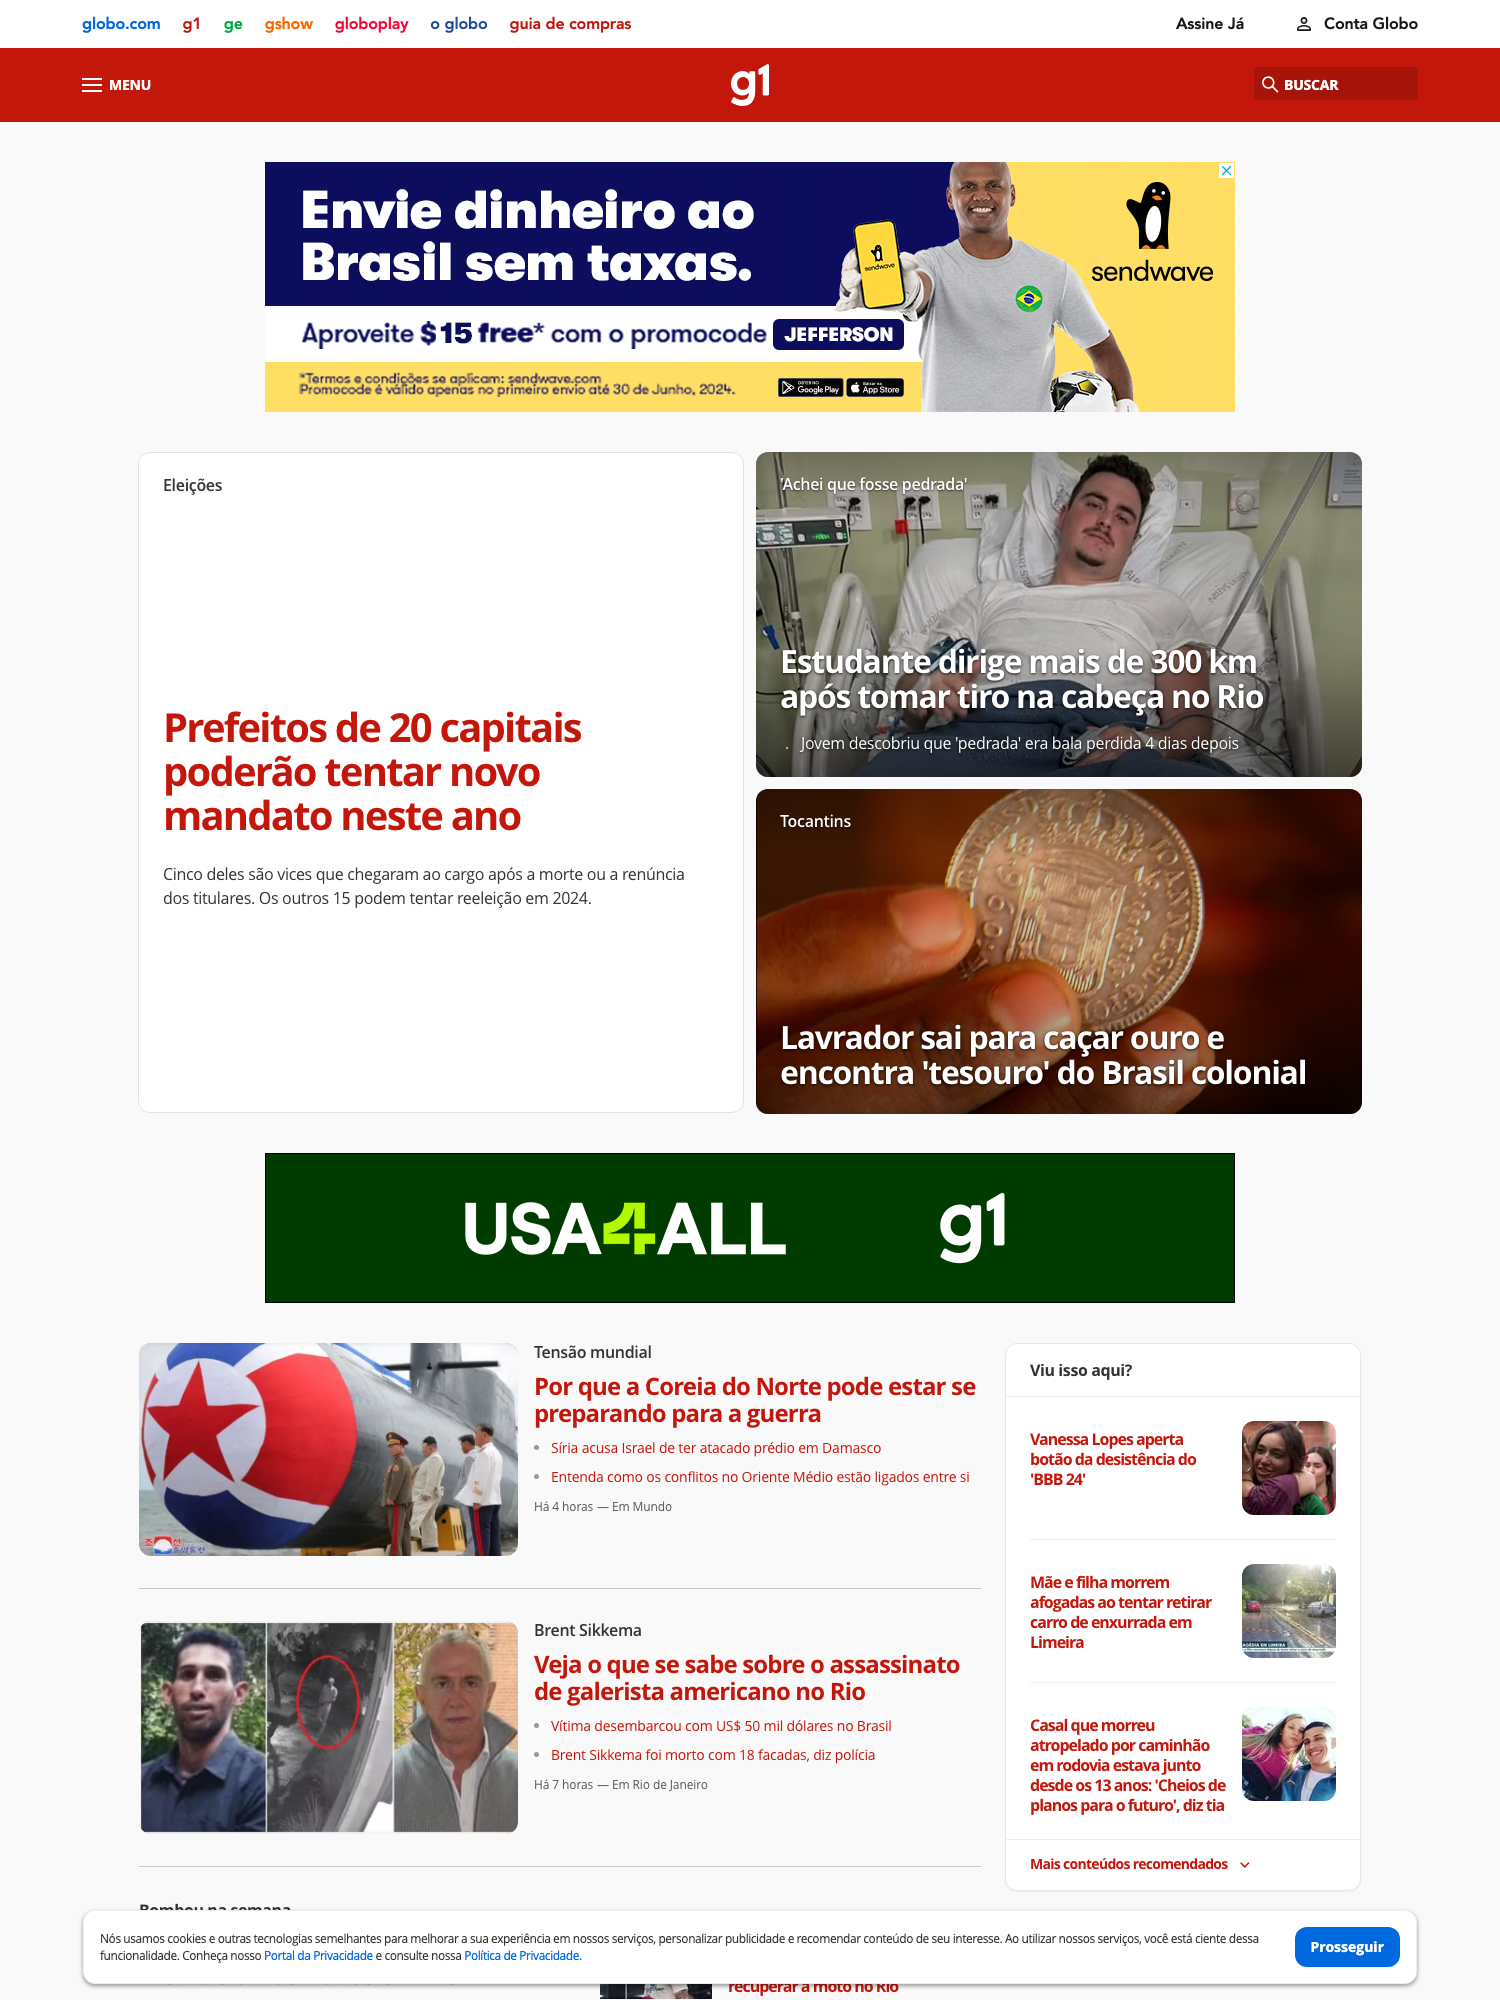 globo.com g1 ge gshow globoplay o globo guia de compras Assine Já Conta Globo
MENU g1 BUSCAR
Envie dinheiro ao
Brasil sem taxas.
sendwave
sendwave
Aproveite $15 free* com o promocode JEFFERSON
*Termos e condições se aplicam: sendwave.com
Promocode é válido apenas no primeiro envio até 30 de Junho, 2024.
Google Play App Store
Eleições
Prefeitos de 20 capitais
poderão tentar novo
mandato neste ano
Cinco deles são vices que chegaram ao cargo após a morte ou a renúncia
dos titulares. Os outros 15 podem tentar reeleição em 2024.
'Achei que fosse pedrada'
Estudante dirige mais de 300 km
após tomar tiro na cabeça no Rio
. Jovem descobriu que 'pedrada' era bala perdida 4 dias depois
Tocantins
Lavrador sai para caçar ouro e
encontra 'tesouro' do Brasil colonial
USA4ALL g1
Tensão mundial
Por que a Coreia do Norte pode estar se
preparando para a guerra
Síria acusa Israel de ter atacado prédio em Damasco
Entenda como os conflitos no Oriente Médio estão ligados entre si
Há 4 horas — Em Mundo
Brent Sikkema
Veja o que se sabe sobre o assassinato
de galerista americano no Rio
Vítima desembarcou com US$ 50 mil dólares no Brasil
Brent Sikkema foi morto com 18 facadas, diz polícia
Há 7 horas — Em Rio de Janeiro
Viu isso aqui?
Vanessa Lopes aperta
botão da desistência do
'BBB 24'
Mãe e filha morrem
afogadas ao tentar retirar
carro de enxurrada em
Limeira
Casal que morreu
atropelado por caminhão
em rodovia estava junto
desde os 13 anos: 'Cheios de
planos para o futuro', diz tia
Mais conteúdos recomendados
Bombou na semana
Nós usamos cookies e outras tecnologias semelhantes para melhorar a sua experiência em nossos serviços, personalizar publicidade e recomendar conteúdo de seu interesse. Ao utilizar nossos serviços, você está ciente dessa
funcionalidade. Conheça nosso Portal da Privacidade e consulte nossa Política de Privacidade.
Prosseguir
recuperar a moto no Rio